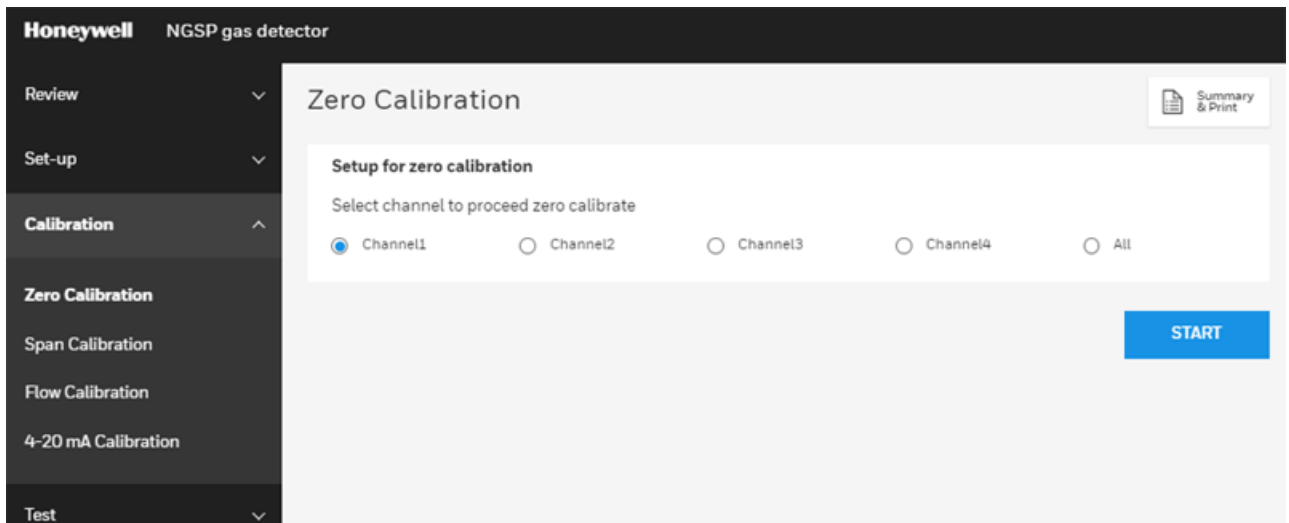 Honeywell NGSP gas detector
Review
Set-up
Calibration
Zero Calibration
Span Calibration
Flow Calibration
4-20 mA Calibration
Test
Zero Calibration
Summary
& Print
Setup for zero calibration
Select channel to proceed zero calibrate
Channel1 Channel2 Channel3 Channel4 All
START